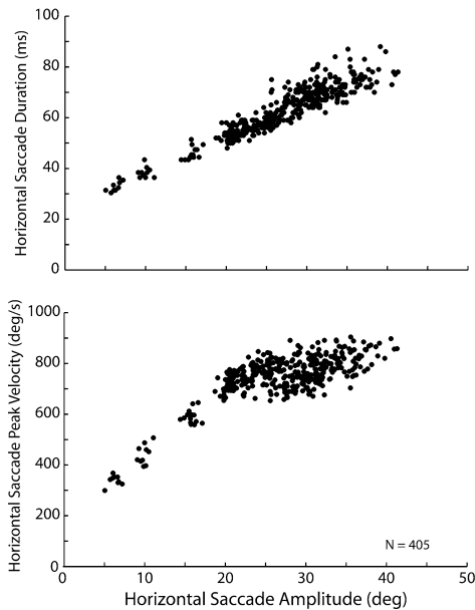 Horizontal Saccade Duration (ms)
100
80
60
40
20
0
Horizontal Saccade Peak Velocity (deg/s)
1000
800
600
400
200
0
N = 405
0 10 20 30 40 50
Horizontal Saccade Amplitude (deg)